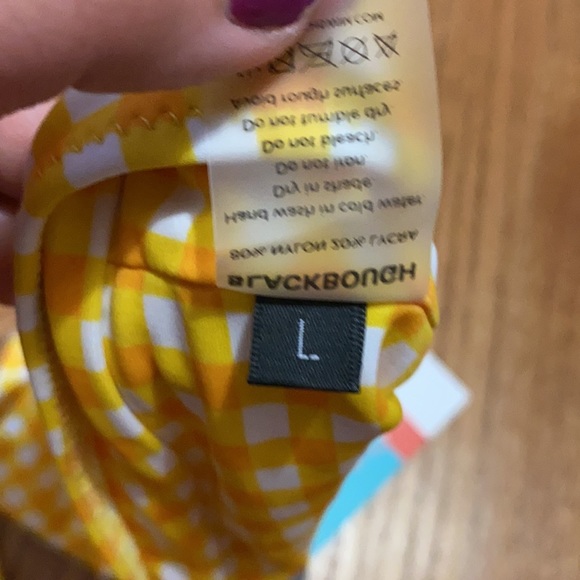 BLACKBOUGH
80% NYLON 20% LYCRA
Hand wash in cold water
Dry in shade
Do not iron
Do not bleach
Do not tumble dry
Avoid rough surfaces
L